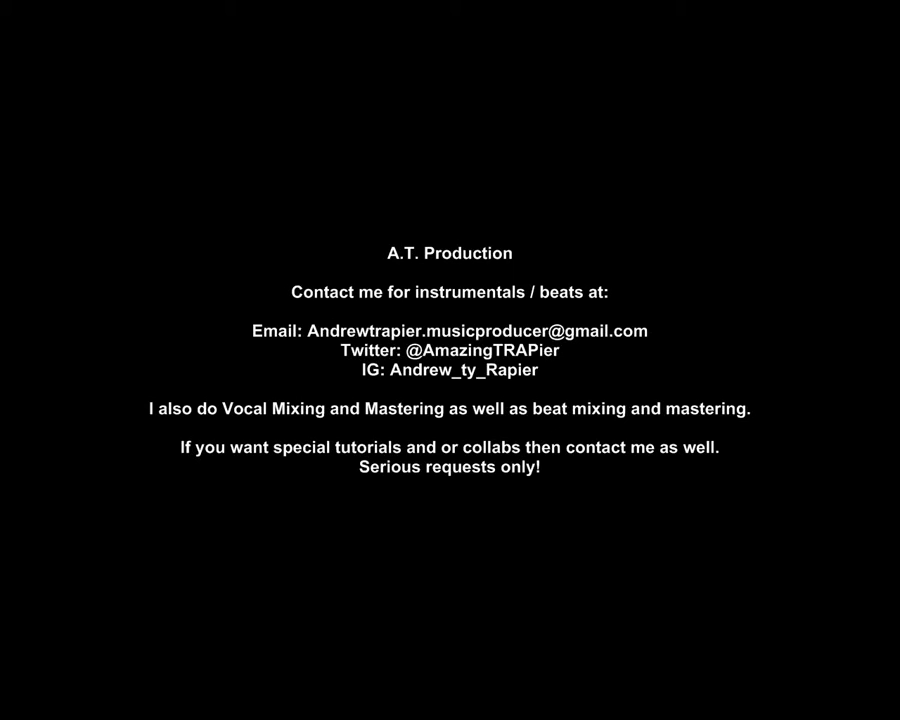 A.T. Production
Contact me for instrumentals / beats at:
Email: Andrewtrapier.musicproducer@gmail.com
Twitter: @AmazingTRAPier
IG: Andrew_ty_Rapier
I also do Vocal Mixing and Mastering as well as beat mixing and mastering.
If you want special tutorials and or collabs then contact me as well.
Serious requests only!